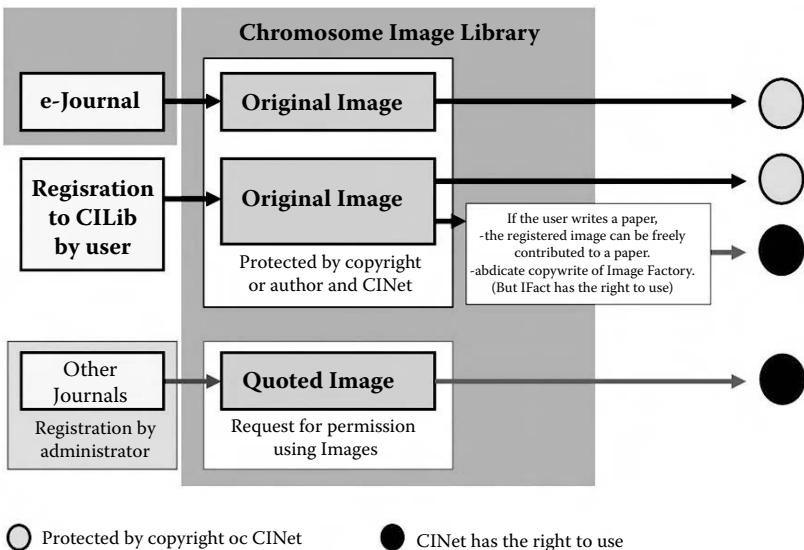 Chromosome Image Library
e-Journal
Original Image
Regisration
to CILib
by user
Original Image
Protected by copyright
or author and CINet
If the user writes a paper,
-the registered image can be freely
contributed to a paper.
-abdicate copywrite of Image Factory.
(But IFact has the right to use)
Other
Journals
Registration by
administrator
Quoted Image
Request for permission
using Images
Protected by copyright oc CINet
CINet has the right to use